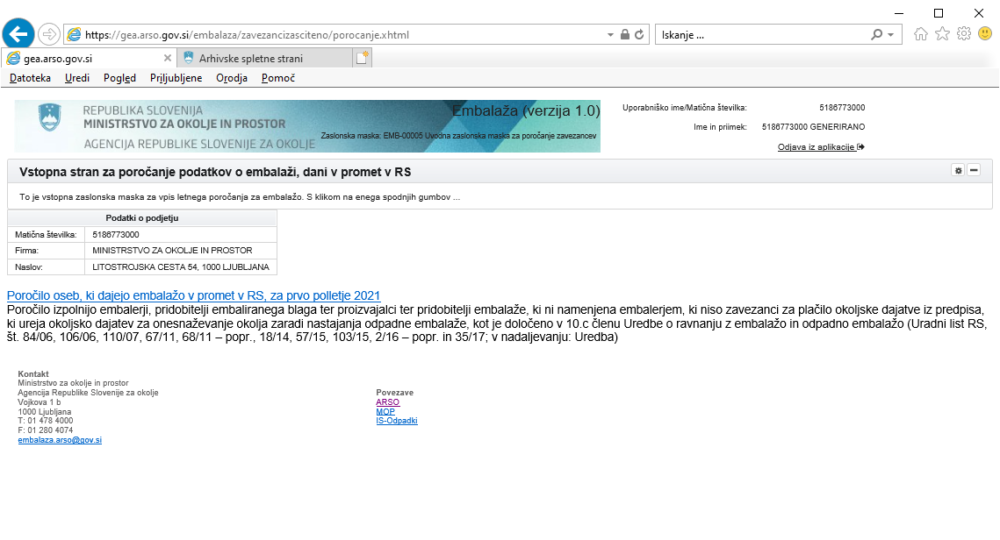 https://gea.arso.gov.si/embalaza/zavezancizasciteno/porocanje.xhtml
Iskanje ...
gea.arso.gov.si
Arhivske spletne strani
Datoteka Uredi Pogled Priljubljene Orodja Pomoč
REPUBLIKA SLOVENIJA
MINISTRSTVO ZA OKOLJE IN PROSTOR
AGENCIJA REPUBLIKE SLOVENIJE ZA OKOLJE
Embalaža (verzija 1.0)
Zaslonska maska: EMB-00005 Uvodna zaslonska maska za poročanje zavezancev
Uporabniško ime/Matična številka: 5186773000
Ime in priimek: 5186773000 GENERIRANO
Odjava iz aplikacije
Vstopna stran za poročanje podatkov o embalaži, dani v promet v RS
To je vstopna zaslonska maska za vpis letnega poročanja za embalažo. S klikom na enega spodnjih gumbov ...
Podatki o podjetju
Matična številka: 5186773000
Firma: MINISTRSTVO ZA OKOLJE IN PROSTOR
Naslov: LITOSTROJSKA CESTA 54, 1000 LJUBLJANA
Poročilo oseb, ki dajejo embalažo v promet v RS, za prvo polletje 2021
Poročilo izpolnijo embalerji, pridobitelji embaliranega blaga ter proizvajalci ter pridobitelji embalaže, ki ni namenjena embalerjem, ki niso zavezanci za plačilo okoljske dajatve iz predpisa,
ki ureja okoljsko dajatev za onesnaževanje okolja zaradi nastajanja odpadne embalaže, kot je določeno v 10.c členu Uredbe o ravnanju z embalažo in odpadno embalažo (Uradni list RS,
št. 84/06, 106/06, 110/07, 67/11, 68/11 – popr., 18/14, 57/15, 103/15, 2/16 – popr. in 35/17; v nadaljevanju: Uredba)
Kontakt
Ministrstvo za okolje in prostor
Agencija Republike Slovenije za okolje
Vojkova 1 b
1000 Ljubljana
T: 01 478 4000
F: 01 280 4074
embalaza.arso@gov.si
Povezave
ARSO
MOP
IS-Odpadki